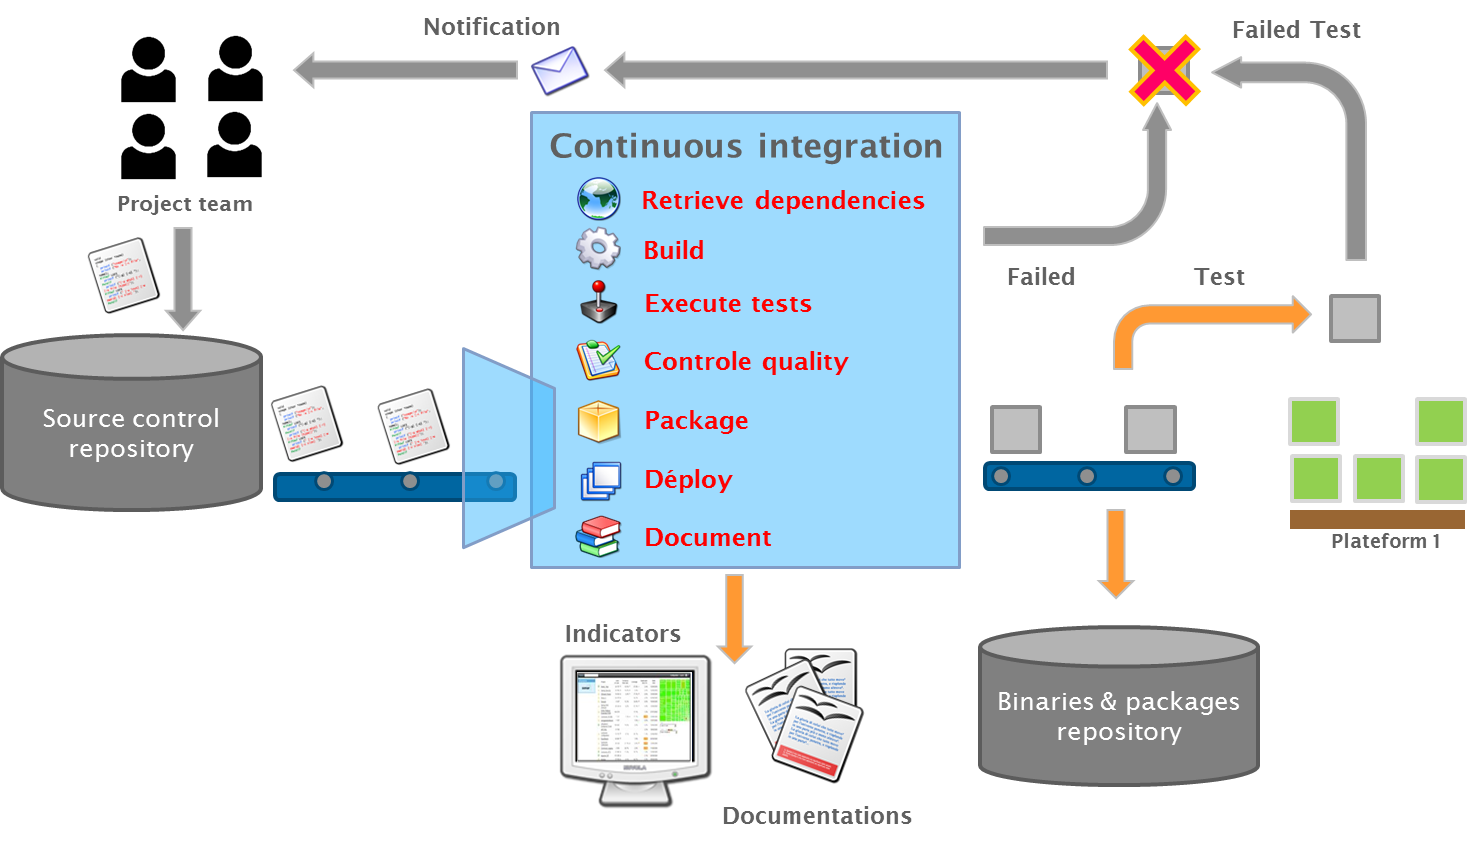 Notification
Failed Test
Continuous integration
Retrieve dependencies
Build
Execute tests
Controle quality
Package
Déploy
Document
Project team
Source control
repository
Failed
Test
Plateform 1
Indicators
Documentations
Binaries & packages
repository